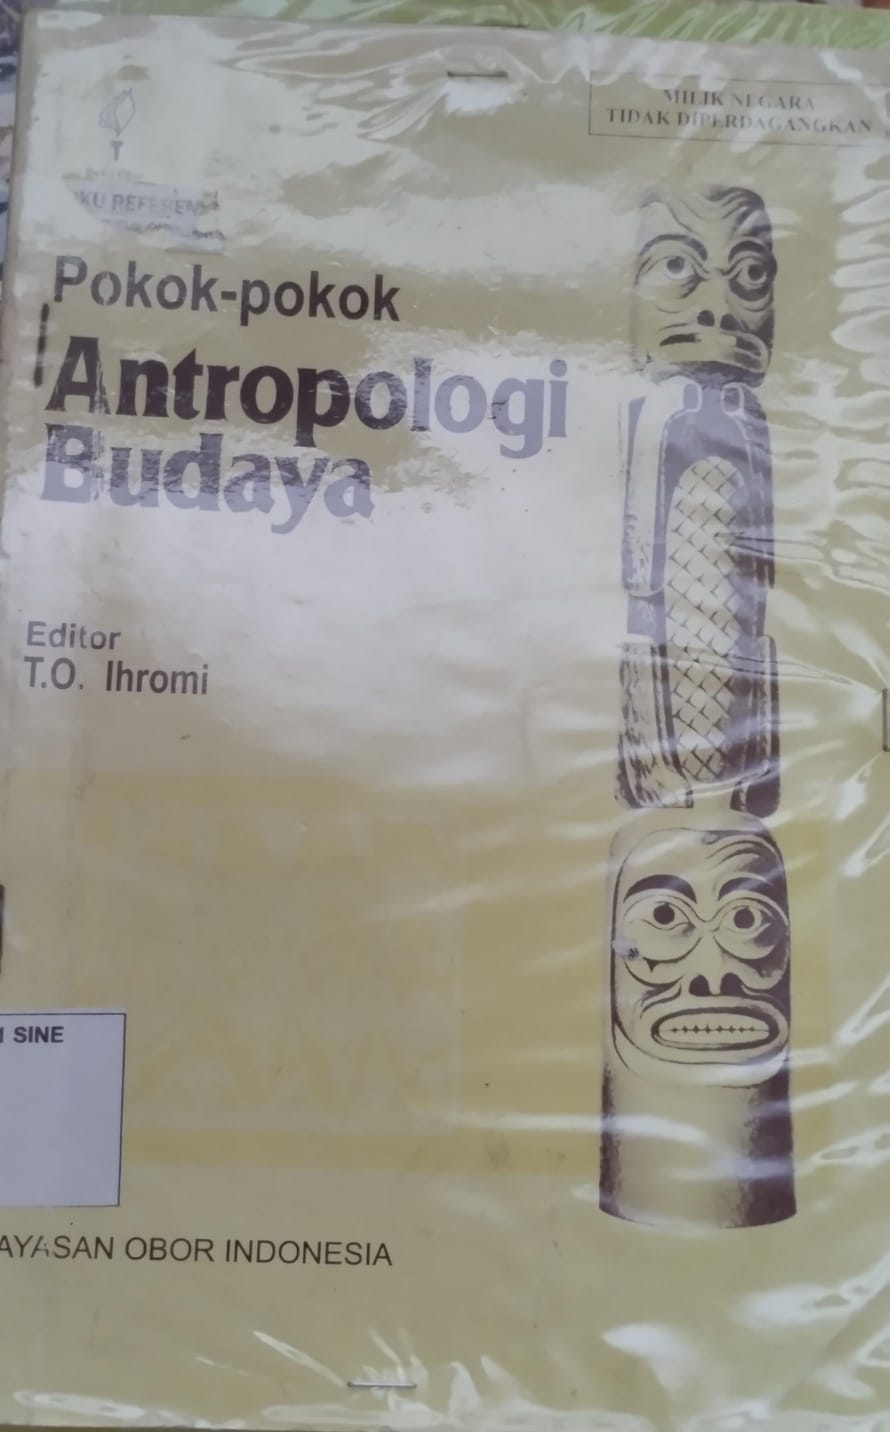 MILIK NEGARA
TIDAK DIPERDAGANGKAN
Pokok-pokok
Antropologi
Budaya
Editor
T.O. Ihromi
SINE
AYASAN OBOR INDONESIA